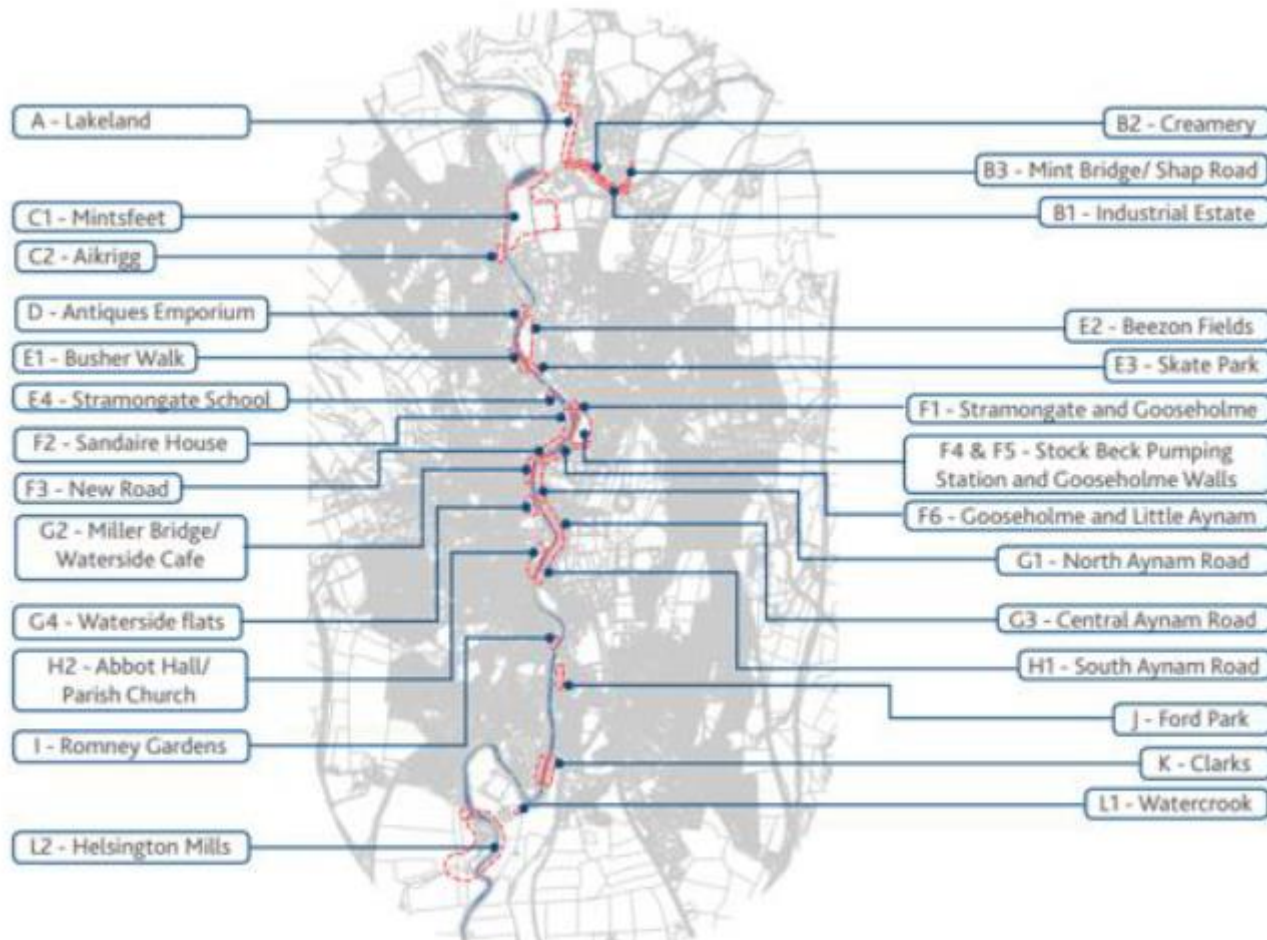 A - Lakeland
C1 - Mintsfeet
C2 - Aikrigg
D - Antiques Emporium
E1 - Busher Walk
E4 - Stramongate School
F2 - Sandaire House
F3 - New Road
G2 - Miller Bridge/
Waterside Cafe
G4 - Waterside flats
H2 - Abbot Hall/
Parish Church
I - Romney Gardens
L2 - Helsington Mills
B2 - Creamery
B3 - Mint Bridge/ Shap Road
B1 - Industrial Estate
E2 - Beezon Fields
E3 - Skate Park
F1 - Stramongate and Gooseholme
F4 & F5 - Stock Beck Pumping
Station and Gooseholme Walls
F6 - Gooseholme and Little Aynam
G1 - North Aynam Road
G3 - Central Aynam Road
H1 - South Aynam Road
J - Ford Park
K - Clarks
L1 - Watercrook